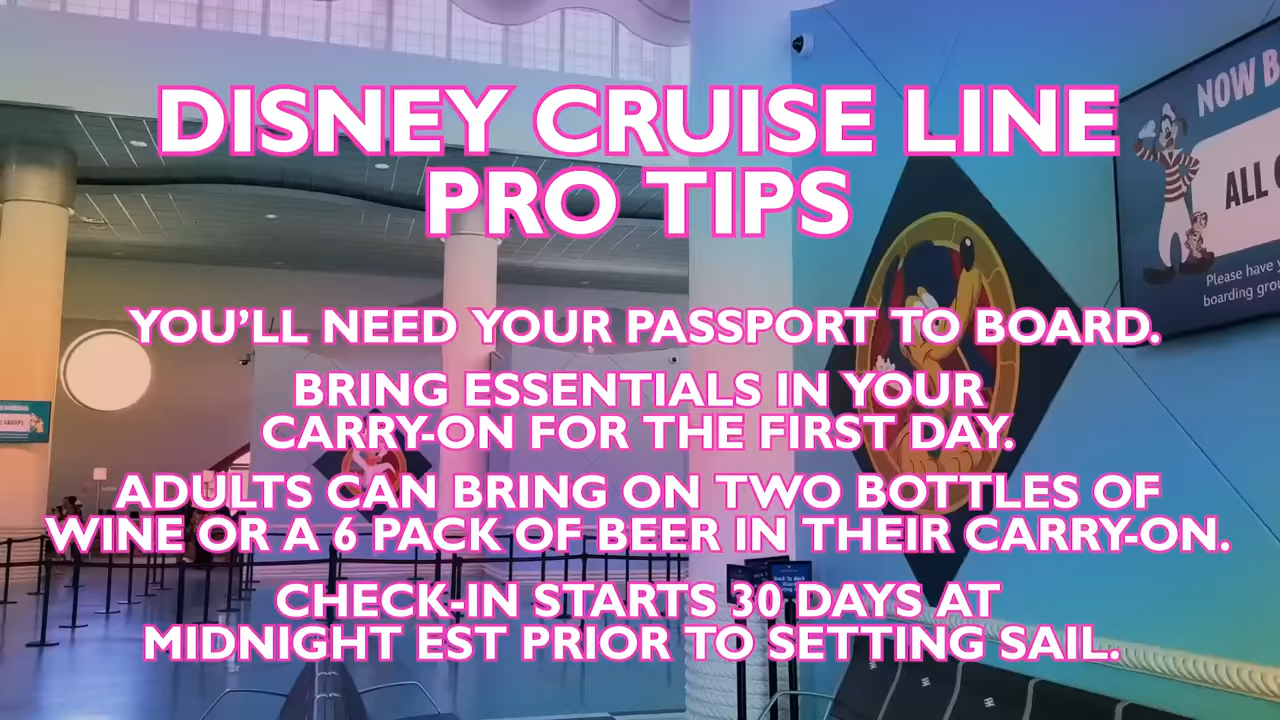 DISNEY CRUISE LINE
PRO TIPS
YOU'LL NEED YOUR PASSPORT TO BOARD.
BRING ESSENTIALS IN YOUR
CARRY-ON FOR THE FIRST DAY.
ADULTS CAN BRING ON TWO BOTTLES OF
WINE OR A 6 PACK OF BEER IN THEIR CARRY-ON.
CHECK-IN STARTS 30 DAYS AT
MIDNIGHT EST PRIOR TO SETTING SAIL.
NOW B
ALL
Please have y
boarding grou